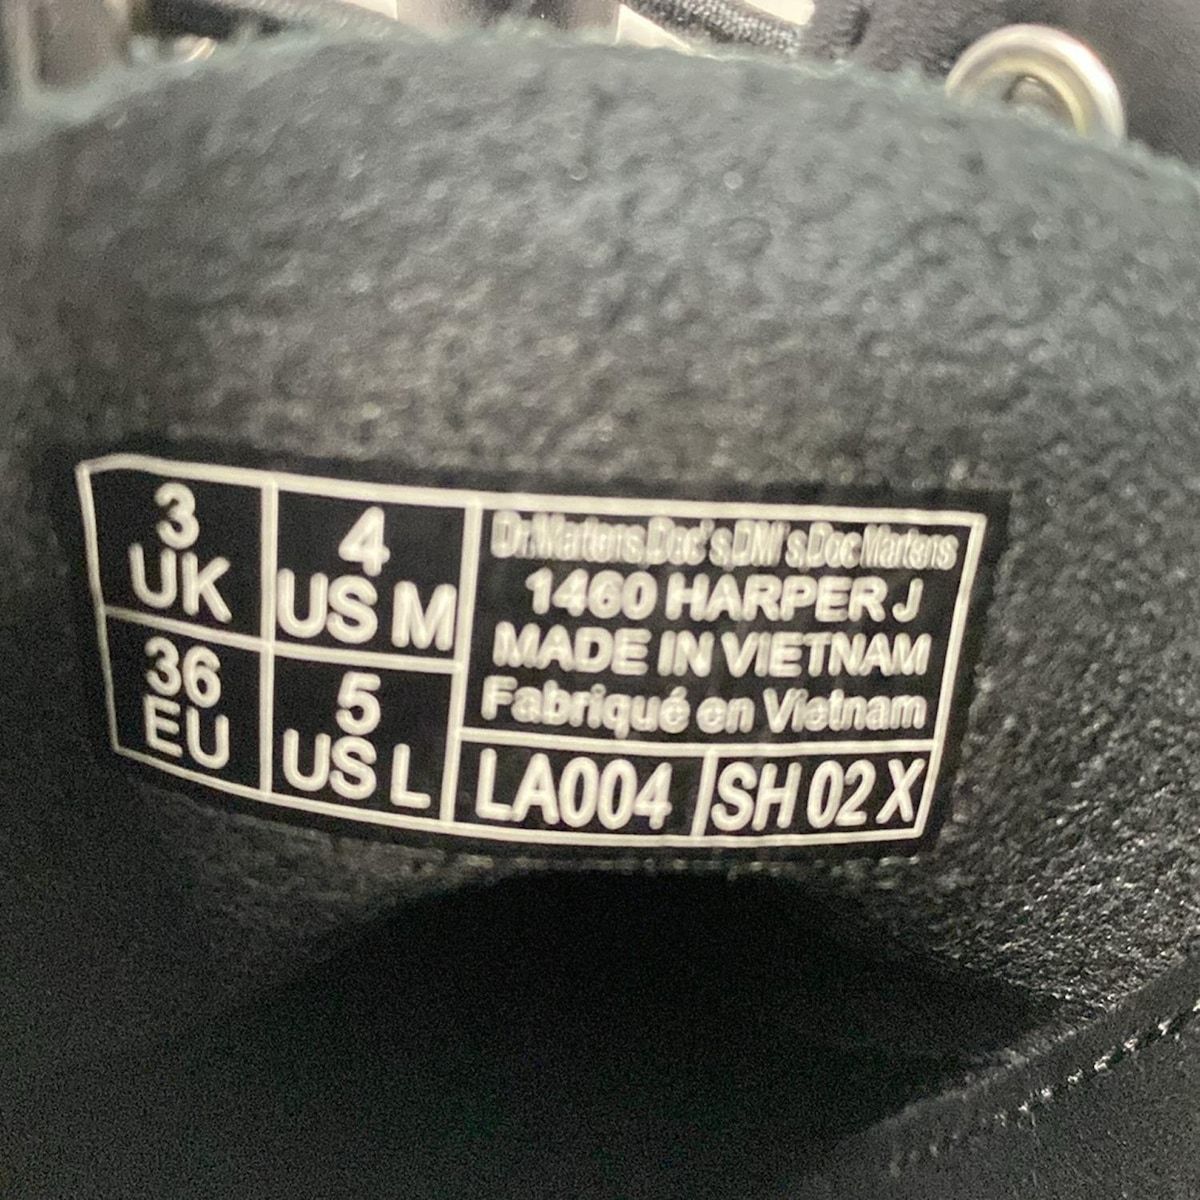 3
UK
4
US M
36
EU
5
US L
Dr.Martens,Doc's,DM's,Doc Martens
1460 HARPER J
MADE IN VIETNAM
Fabriqué en Vietnam
LA004
SH 02 X